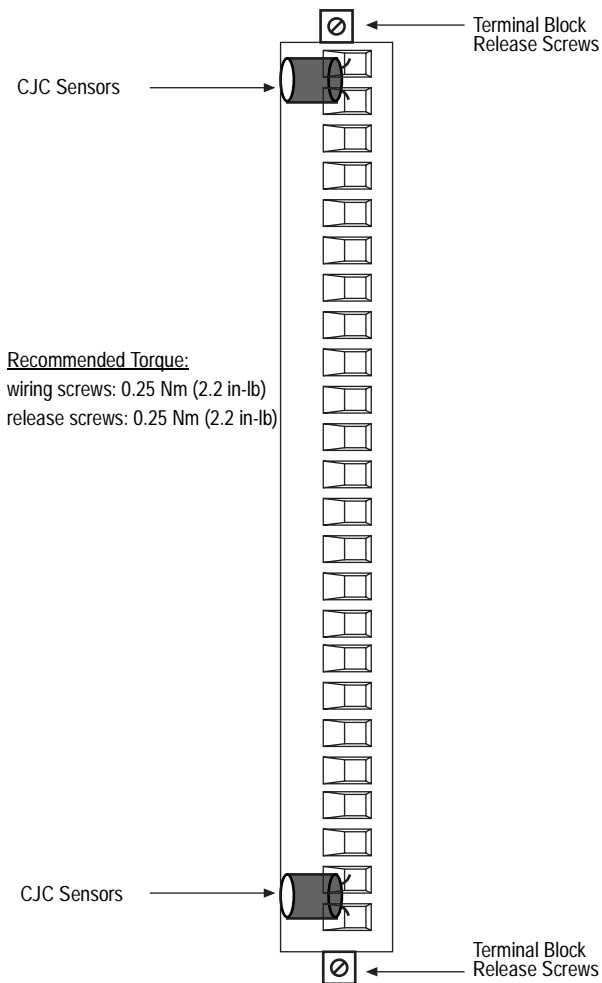 Terminal Block
Release Screws
CJC Sensors
Recommended Torque:
wiring screws: 0.25 Nm (2.2 in-lb)
release screws: 0.25 Nm (2.2 in-lb)
CJC Sensors
Terminal Block
Release Screws